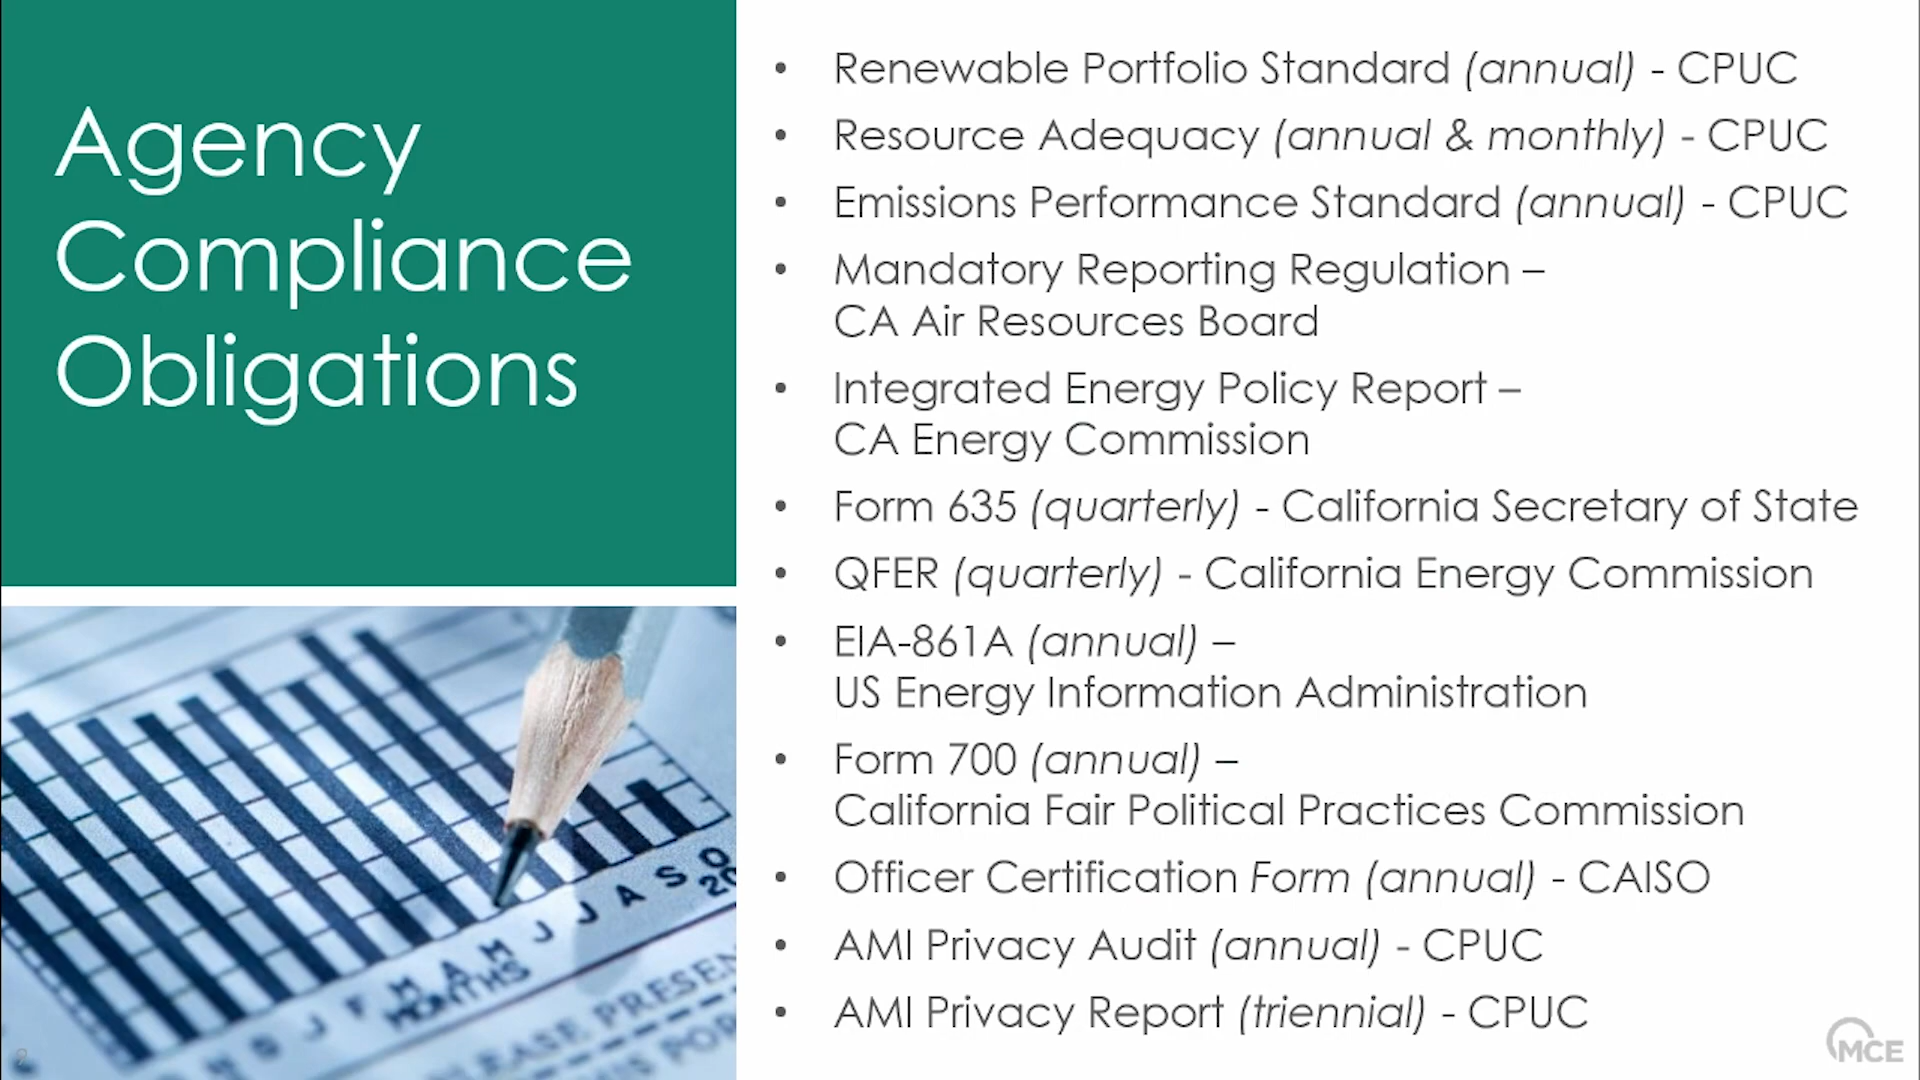 Agency
Compliance
Obligations
• Renewable Portfolio Standard (annual) - CPUC
• Resource Adequacy (annual & monthly) - CPUC
• Emissions Performance Standard (annual) - CPUC
• Mandatory Reporting Regulation –
CA Air Resources Board
• Integrated Energy Policy Report –
CA Energy Commission
• Form 635 (quarterly) - California Secretary of State
• QFER (quarterly) - California Energy Commission
• EIA-861A (annual) –
US Energy Information Administration
• Form 700 (annual) –
California Fair Political Practices Commission
• Officer Certification Form (annual) - CAISO
• AMI Privacy Audit (annual) - CPUC
• AMI Privacy Report (triennial) - CPUC
J F M A M J J A S O
MONTHS
9
MCE